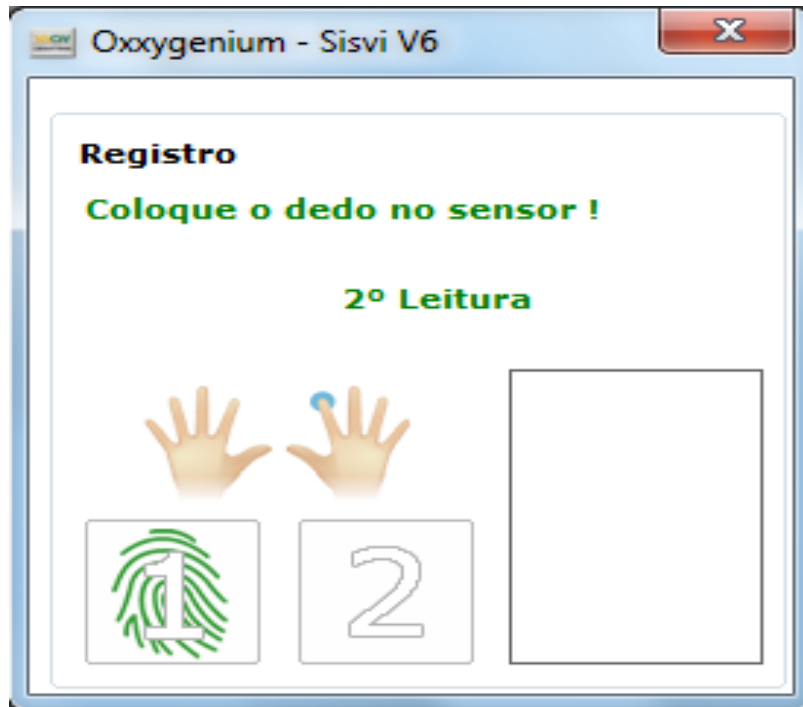 Oxxygenium - Sisvi V6
Registro
Coloque o dedo no sensor !
2º Leitura
1
2